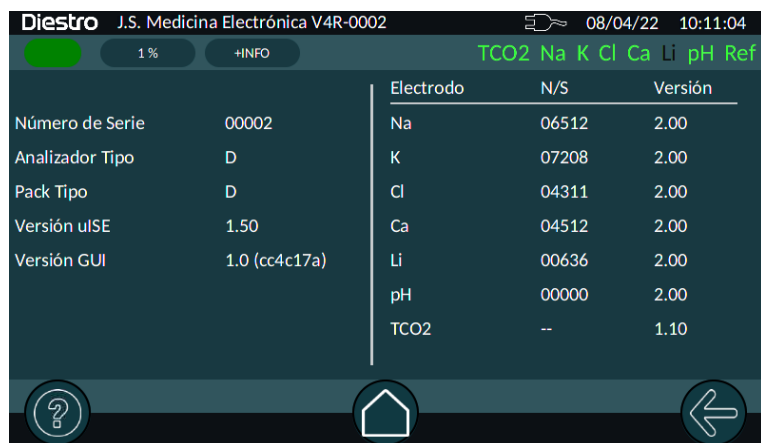 Diestro J.S. Medicina Electrónica V4R-0002 08/04/22 10:11:04
1 % +INFO TCO2 Na K Cl Ca Li pH Ref
Electrodo N/S Versión
Número de Serie 00002
Analizador Tipo D
Pack Tipo D
Versión uISE 1.50
Versión GUI 1.0 (cc4c17a)
Na 06512 2.00
K 07208 2.00
Cl 04311 2.00
Ca 04512 2.00
Li 00636 2.00
pH 00000 2.00
TCO2 -- 1.10
?